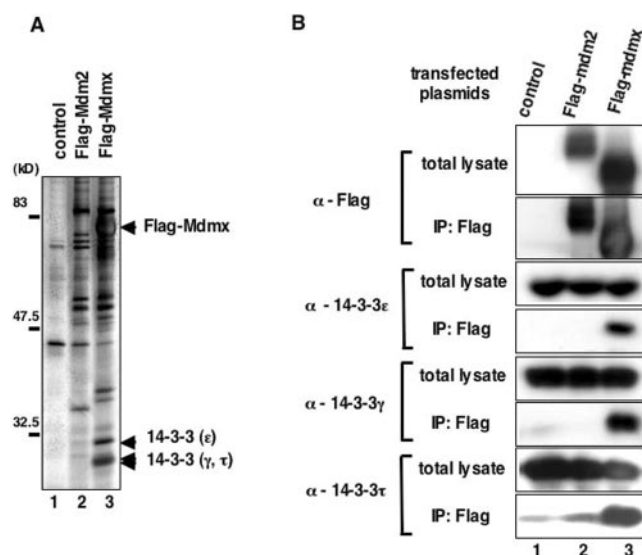 A
control
Flag-Mdm2
Flag-Mdmx
(kD)
83
47.5
32.5
Flag-Mdmx
14-3-3 (ε)
14-3-3 (γ, τ)
1 2 3
B
transfected
plasmids
control
Flag-mdm2
Flag-mdmx
α - Flag
total lysate
IP: Flag
α - 14-3-3ε
total lysate
IP: Flag
α - 14-3-3γ
total lysate
IP: Flag
α - 14-3-3τ
total lysate
IP: Flag
1 2 3